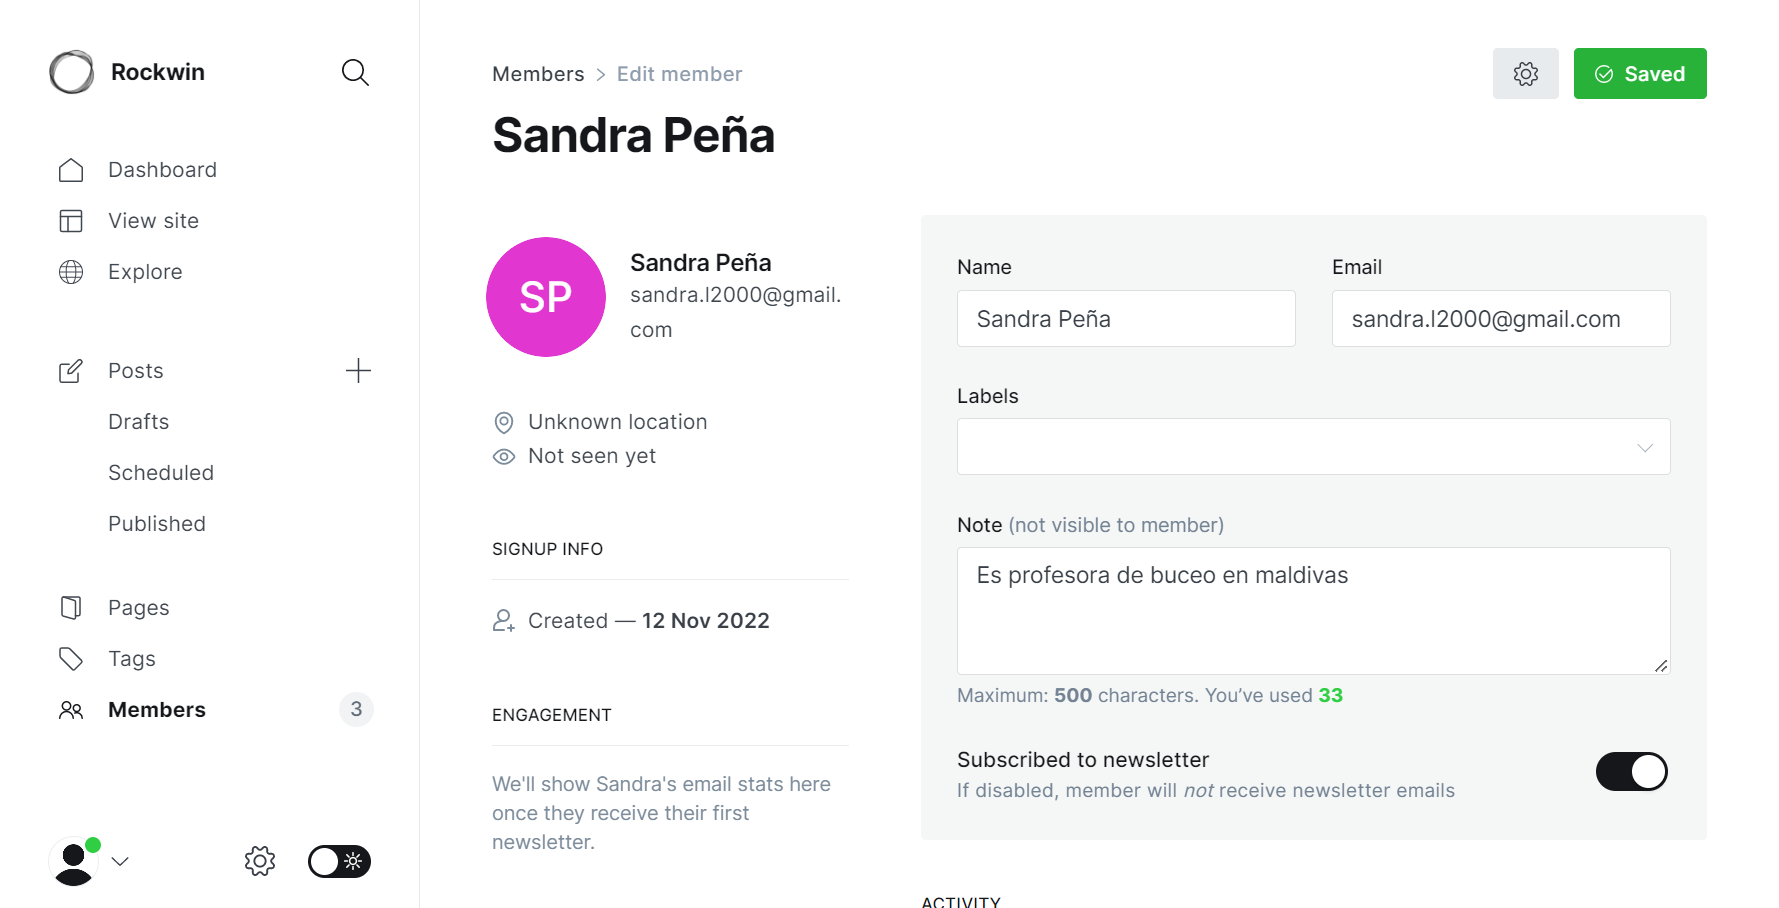 Rockwin
Dashboard
View site
Explore
Posts
Drafts
Scheduled
Published
Pages
Tags
Members 3
Members > Edit member
Saved
Sandra Peña
SP
Sandra Peña
sandra.l2000@gmail.
com
Unknown location
Not seen yet
SIGNUP INFO
Created — 12 Nov 2022
ENGAGEMENT
We'll show Sandra's email stats here
once they receive their first
newsletter.
Name Email
Sandra Peña sandra.l2000@gmail.com
Labels
Note (not visible to member)
Es profesora de buceo en maldivas
Maximum: 500 characters. You’ve used 33
Subscribed to newsletter
If disabled, member will not receive newsletter emails
ACTIVITY